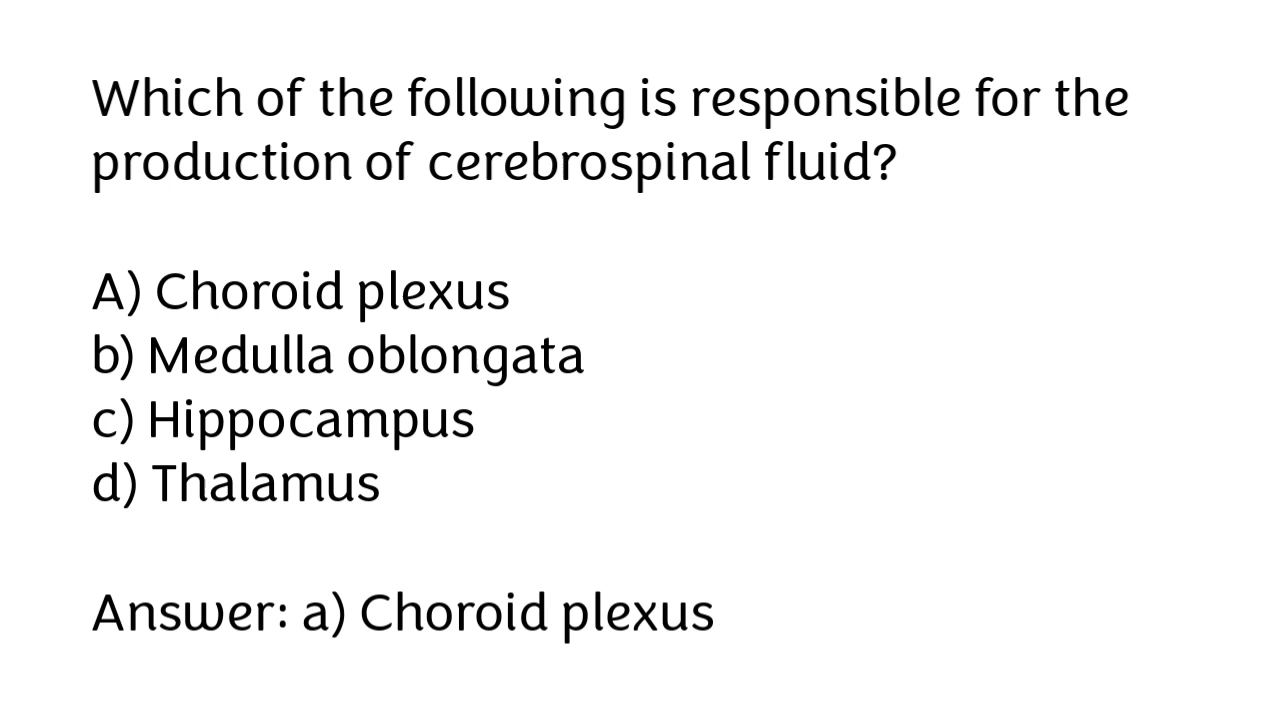 Which of the following is responsible for the
production of cerebrospinal fluid?
A) Choroid plexus
b) Medulla oblongata
c) Hippocampus
d) Thalamus
Answer: a) Choroid plexus